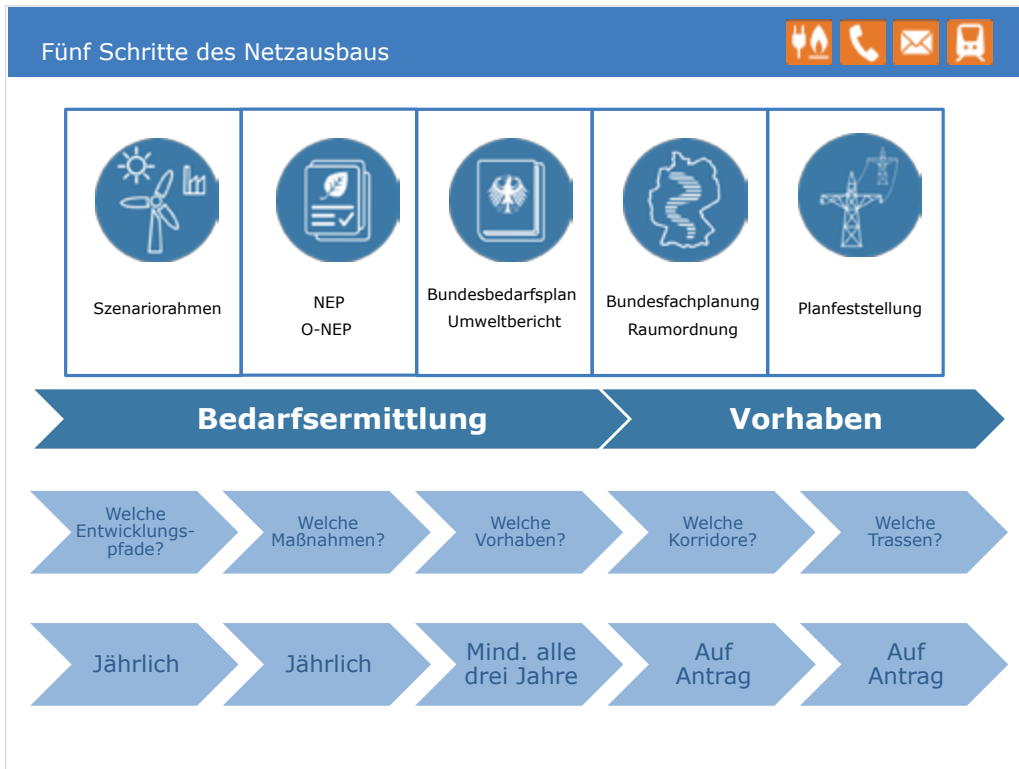 Fünf Schritte des Netzausbaus
Szenariorahmen
NEP
O-NEP
Bundesbedarfsplan
Umweltbericht
Bundesfachplanung
Raumordnung
Planfeststellung
Bedarfsermittlung
Vorhaben
Welche
Entwicklungs-
pfade?
Welche
Maßnahmen?
Welche
Vorhaben?
Welche
Korridore?
Welche
Trassen?
Jährlich
Jährlich
Mind. alle
drei Jahre
Auf
Antrag
Auf
Antrag